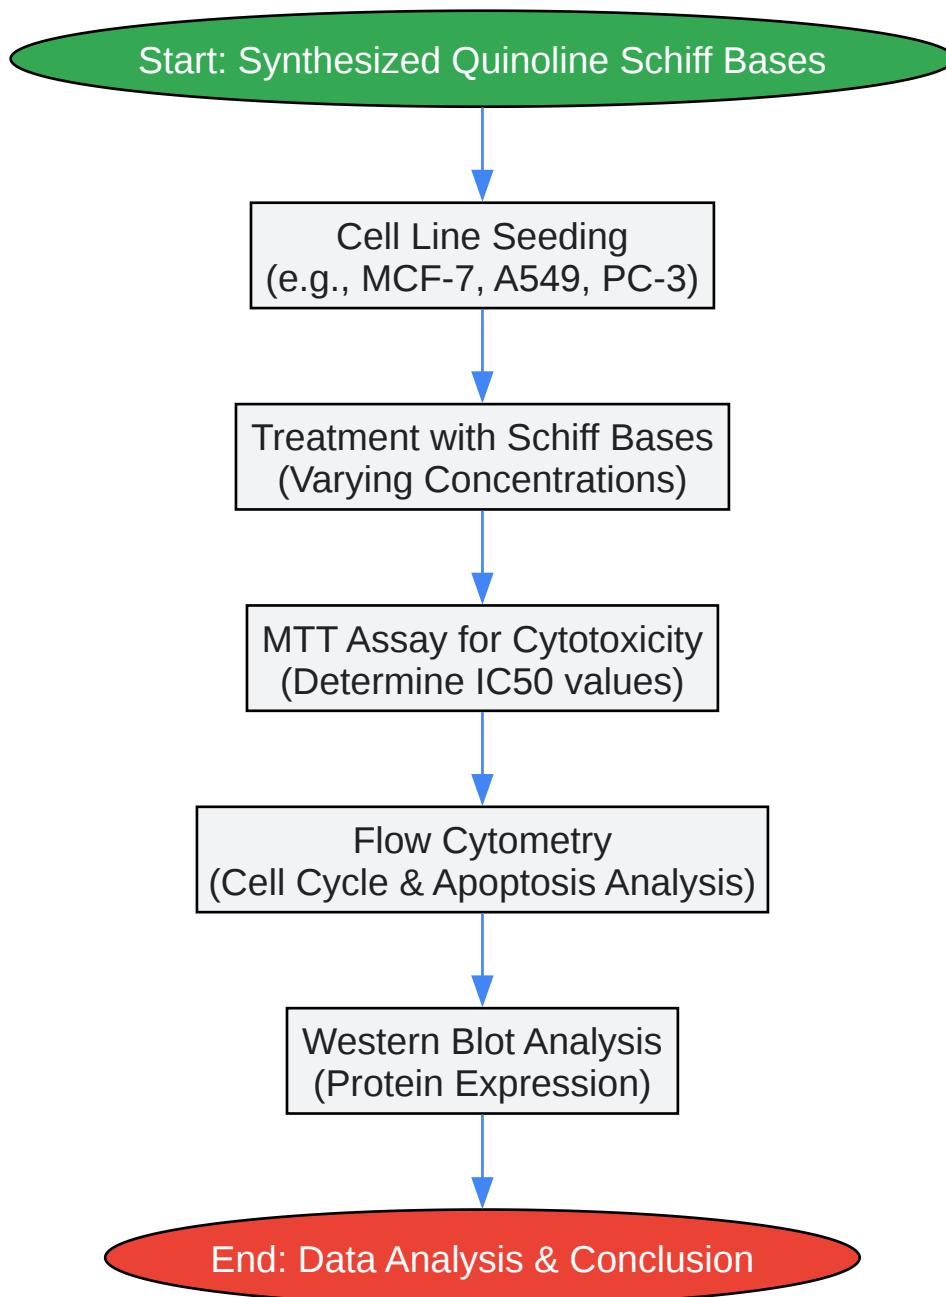 Start: Synthesized Quinoline Schiff Bases
Cell Line Seeding
(e.g., MCF-7, A549, PC-3)
Treatment with Schiff Bases
(Varying Concentrations)
MTT Assay for Cytotoxicity
(Determine IC50 values)
Flow Cytometry
(Cell Cycle & Apoptosis Analysis)
Western Blot Analysis
(Protein Expression)
End: Data Analysis & Conclusion